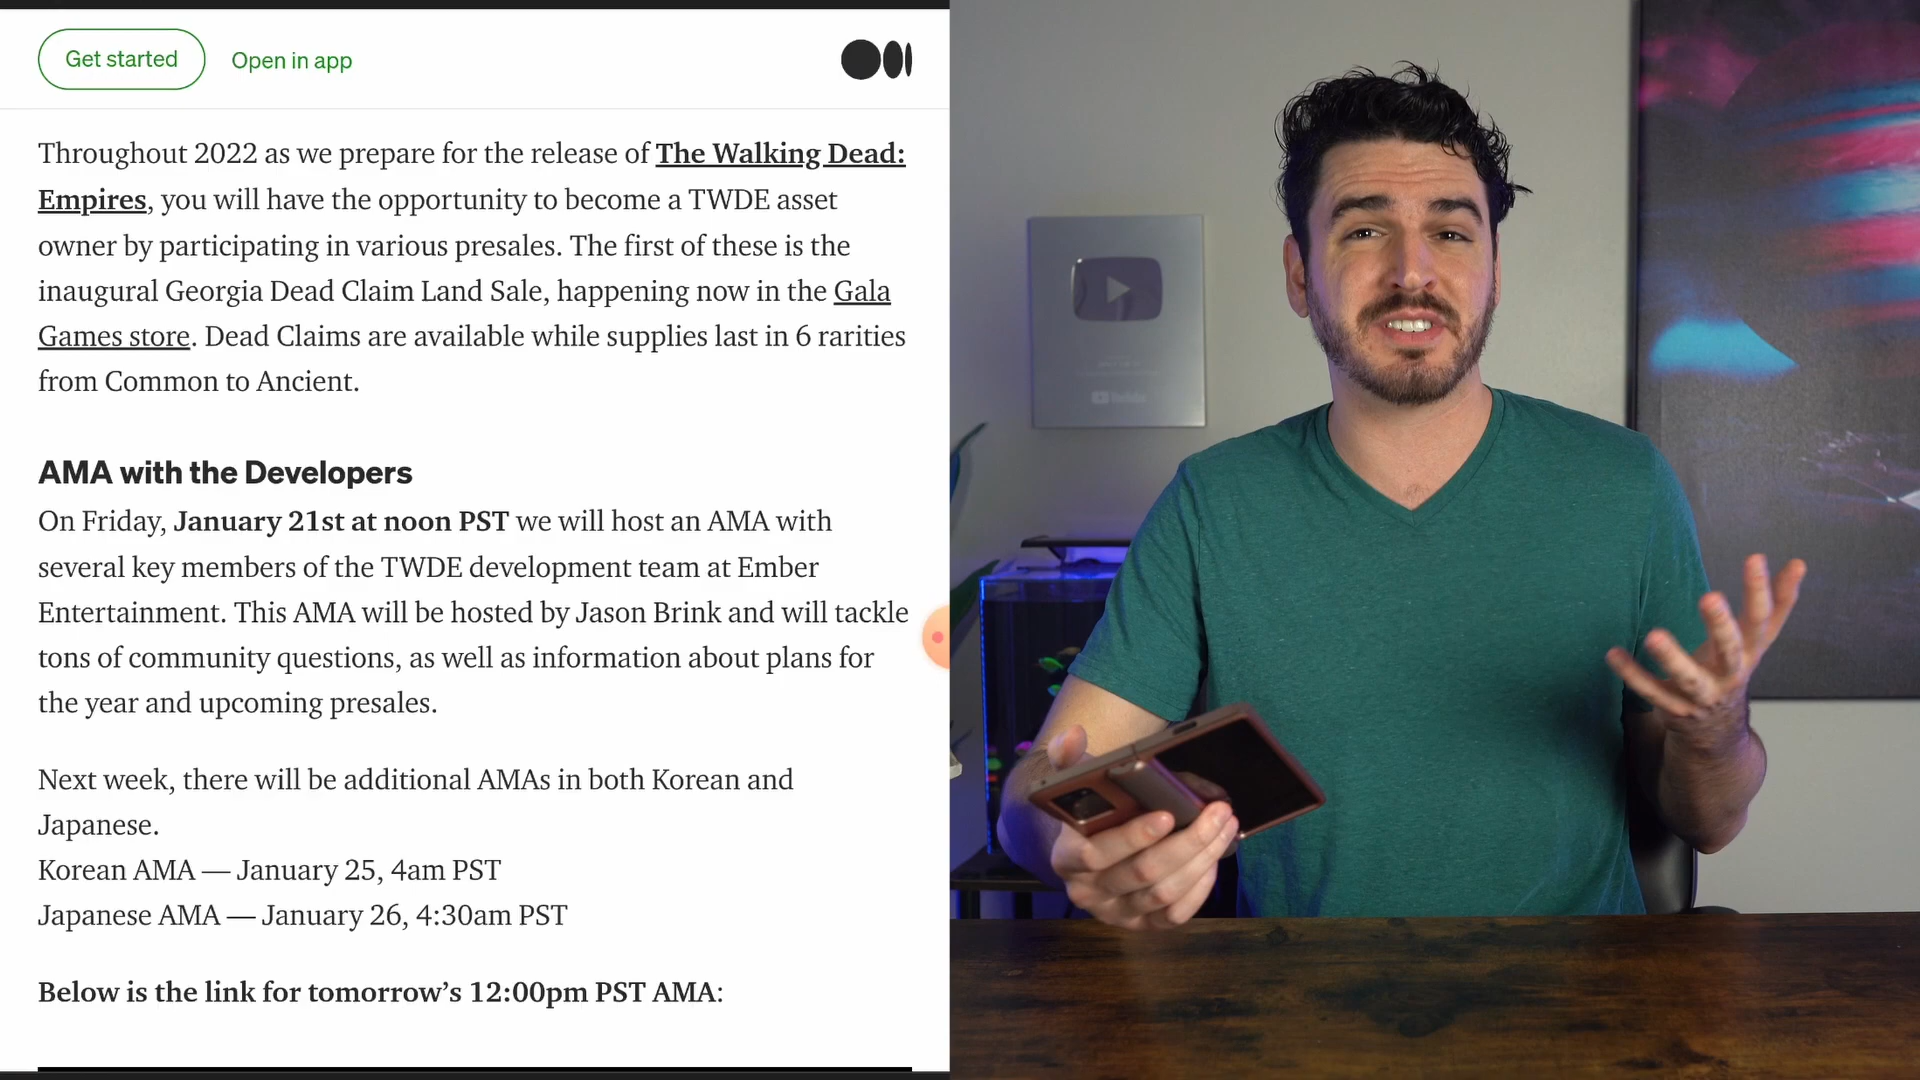 Get started
Open in app
Throughout 2022 as we prepare for the release of The Walking Dead:
Empires, you will have the opportunity to become a TWDE asset
owner by participating in various presales. The first of these is the
inaugural Georgia Dead Claim Land Sale, happening now in the Gala
Games store. Dead Claims are available while supplies last in 6 rarities
from Common to Ancient.
AMA with the Developers
On Friday, January 21st at noon PST we will host an AMA with
several key members of the TWDE development team at Ember
Entertainment. This AMA will be hosted by Jason Brink and will tackle
tons of community questions, as well as information about plans for
the year and upcoming presales.
Next week, there will be additional AMAs in both Korean and
Japanese.
Korean AMA — January 25, 4am PST
Japanese AMA — January 26, 4:30am PST
Below is the link for tomorrow’s 12:00pm PST AMA:
YouTube